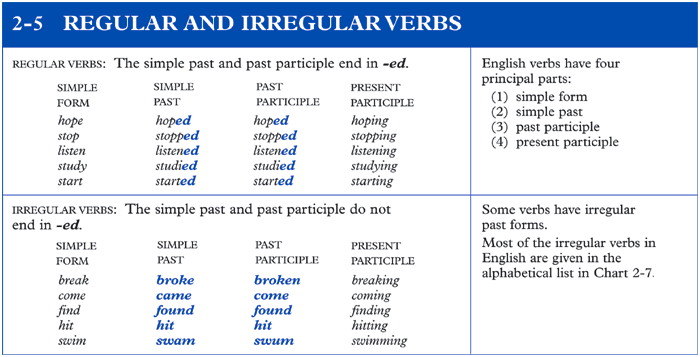 2-5 REGULAR AND IRREGULAR VERBS
REGULAR VERBS: The simple past and past participle end in -ed.
SIMPLE SIMPLE PAST PRESENT
FORM PAST PARTICIPLE PARTICIPLE
hope hoped hoped hoping
stop stopped stopped stopping
listen listened listened listening
study studied studied studying
start started started starting
English verbs have four
principal parts:
(1) simple form
(2) simple past
(3) past participle
(4) present participle
IRREGULAR VERBS: The simple past and past participle do not
end in -ed.
SIMPLE SIMPLE PAST PRESENT
FORM PAST PARTICIPLE PARTICIPLE
break broke broken breaking
come came come coming
find found found finding
hit hit hit hitting
swim swam swum swimming
Some verbs have irregular
past forms.
Most of the irregular verbs in
English are given in the
alphabetical list in Chart 2-7.